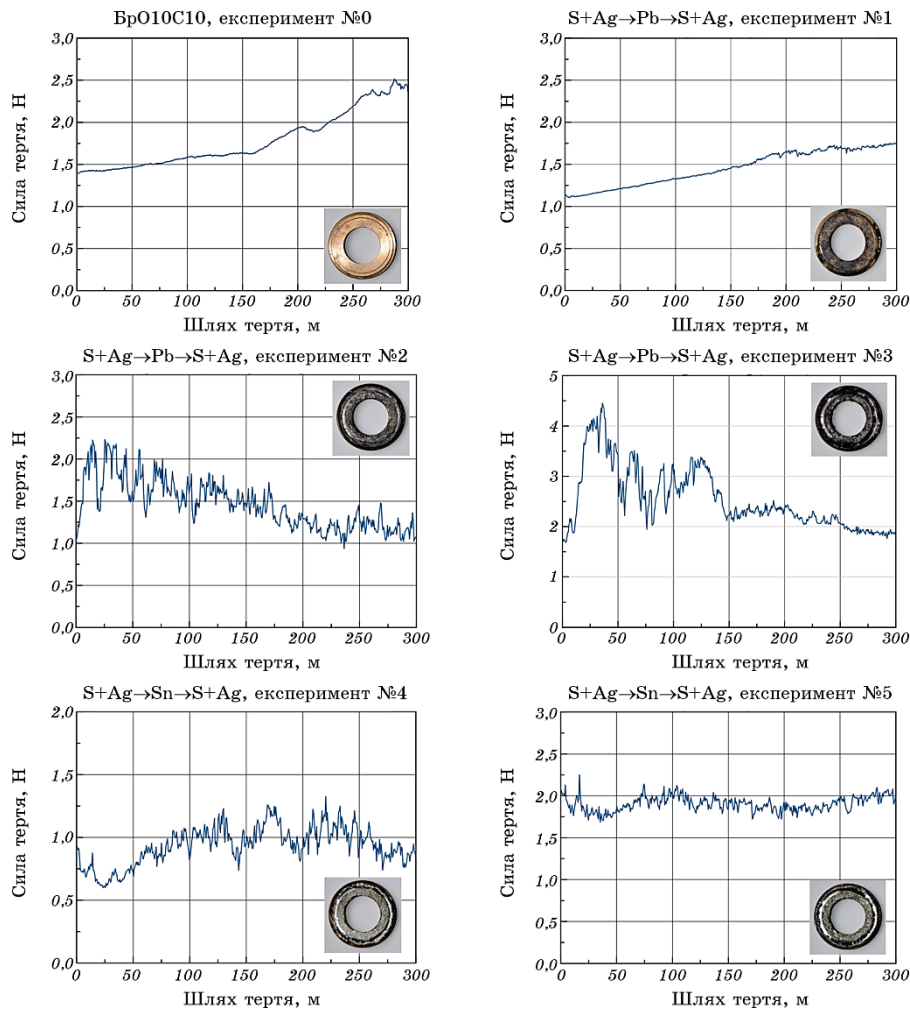 БрО10С10, експеримент №0
3,0
2,5
2,0
1,5
1,0
0,5
0,0
Сила тертя, Н
0 50 100 150 200 250 300
Шлях тертя, м
S+Ag→Pb→S+Ag, експеримент №1
3,0
2,5
2,0
1,5
1,0
0,5
0,0
Сила тертя, Н
0 50 100 150 200 250 300
Шлях тертя, м
S+Ag→Pb→S+Ag, експеримент №2
3,0
2,5
2,0
1,5
1,0
0,5
0,0
Сила тертя, Н
0 50 100 150 200 250 300
Шлях тертя, м
S+Ag→Pb→S+Ag, експеримент №3
5
4
3
2
1
0
Сила тертя, Н
0 50 100 150 200 250 300
Шлях тертя, м
S+Ag→Sn→S+Ag, експеримент №4
2,0
1,5
1,0
0,5
0,0
Сила тертя, Н
0 50 100 150 200 250 300
Шлях тертя, м
S+Ag→Sn→S+Ag, експеримент №5
3,0
2,5
2,0
1,5
1,0
0,5
0,0
Сила тертя, Н
0 50 100 150 200 250 300
Шлях тертя, м